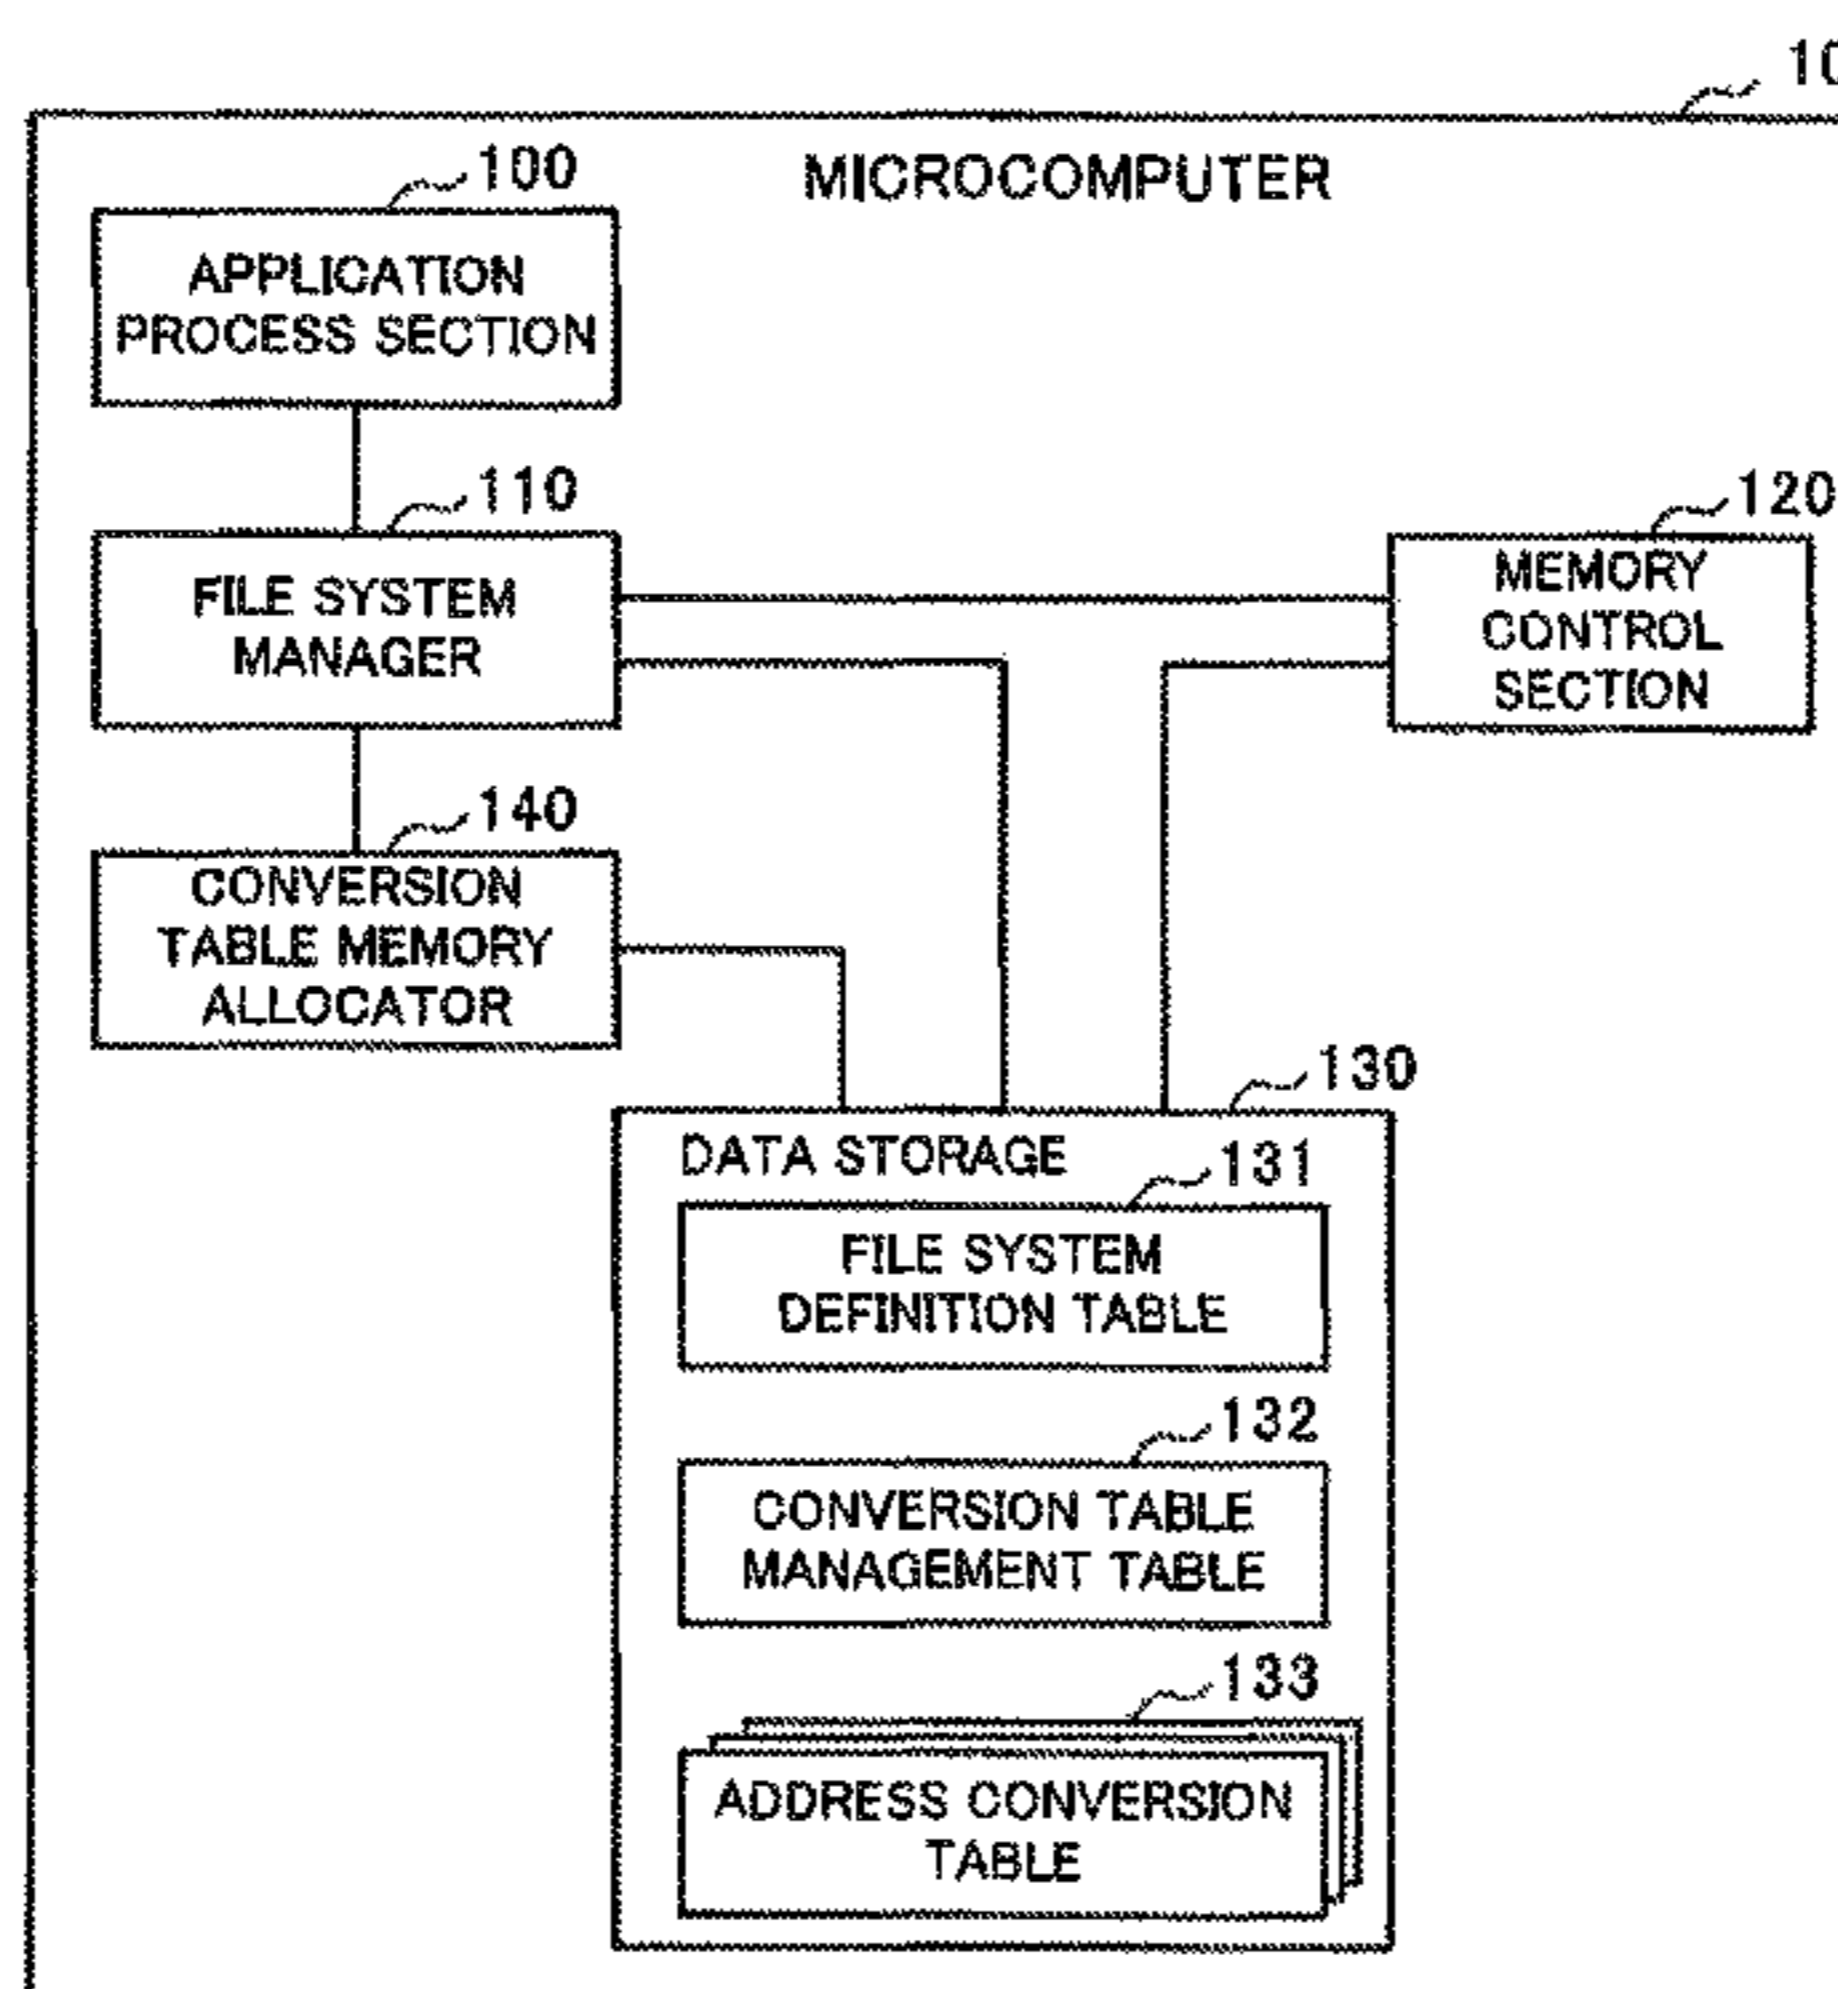 10
MICROCOMPUTER
100
APPLICATION
PROCESS SECTION
110
FILE SYSTEM
MANAGER
120
MEMORY
CONTROL
SECTION
140
CONVERSION
TABLE MEMORY
ALLOCATOR
130
DATA STORAGE
131
FILE SYSTEM
DEFINITION TABLE
132
CONVERSION TABLE
MANAGEMENT TABLE
133
ADDRESS CONVERSION
TABLE